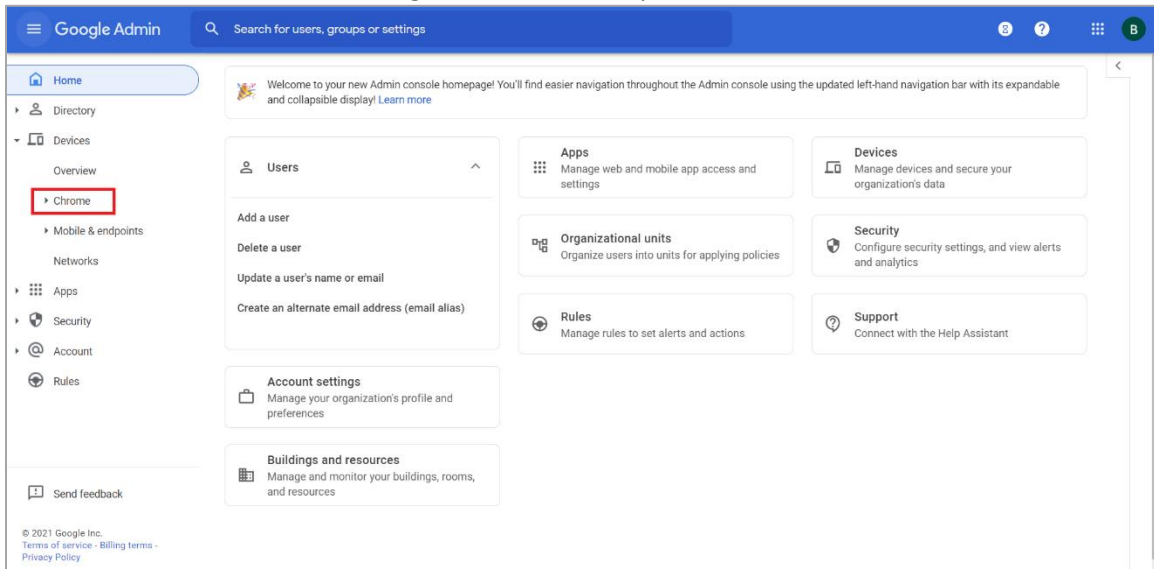 Google Admin
Search for users, groups or settings
B
Home
Directory
Devices
Overview
Chrome
Mobile & endpoints
Networks
Apps
Security
Account
Rules
Send feedback
© 2021 Google Inc.
Terms of service - Billing terms -
Privacy Policy
Welcome to your new Admin console homepage! You'll find easier navigation throughout the Admin console using the updated left-hand navigation bar with its expandable
and collapsible display! Learn more
Users
Add a user
Delete a user
Update a user's name or email
Create an alternate email address (email alias)
Account settings
Manage your organization's profile and
preferences
Buildings and resources
Manage and monitor your buildings, rooms,
and resources
Apps
Manage web and mobile app access and
settings
Organizational units
Organize users into units for applying policies
Rules
Manage rules to set alerts and actions
Devices
Manage devices and secure your
organization's data
Security
Configure security settings, and view alerts
and analytics
Support
Connect with the Help Assistant